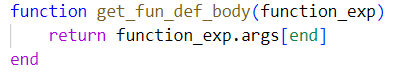 function get_fun_def_body(function_exp)
    return function_exp.args[end]
end